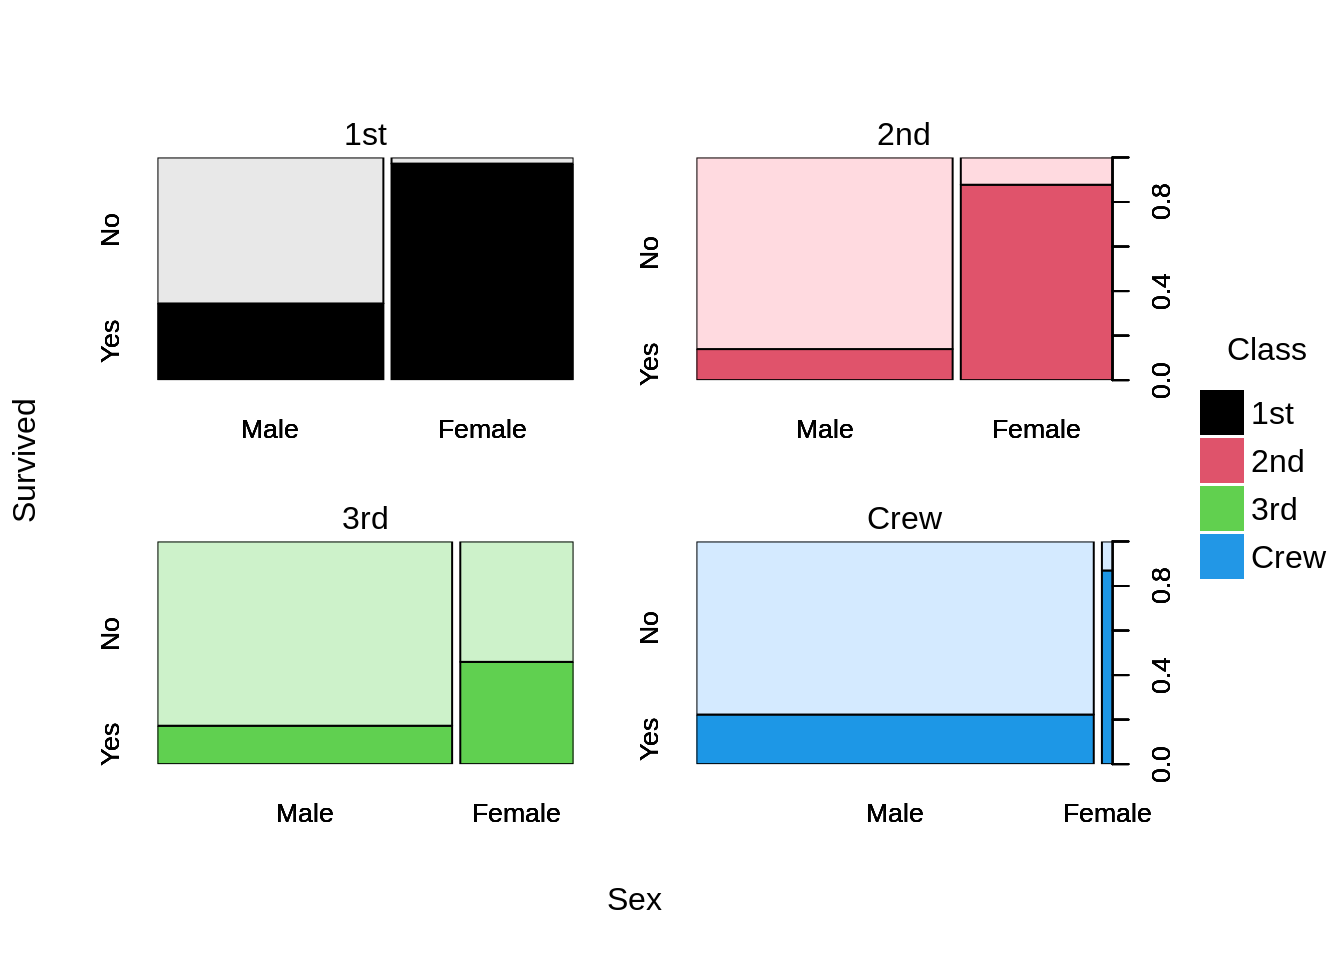 1st
No
Yes
Male Female
2nd
No
Yes
0.0 0.4 0.8
Male Female
3rd
No
Yes
Male Female
Crew
No
Yes
0.0 0.4 0.8
Male Female
Survived
Sex
Class
1st
2nd
3rd
Crew